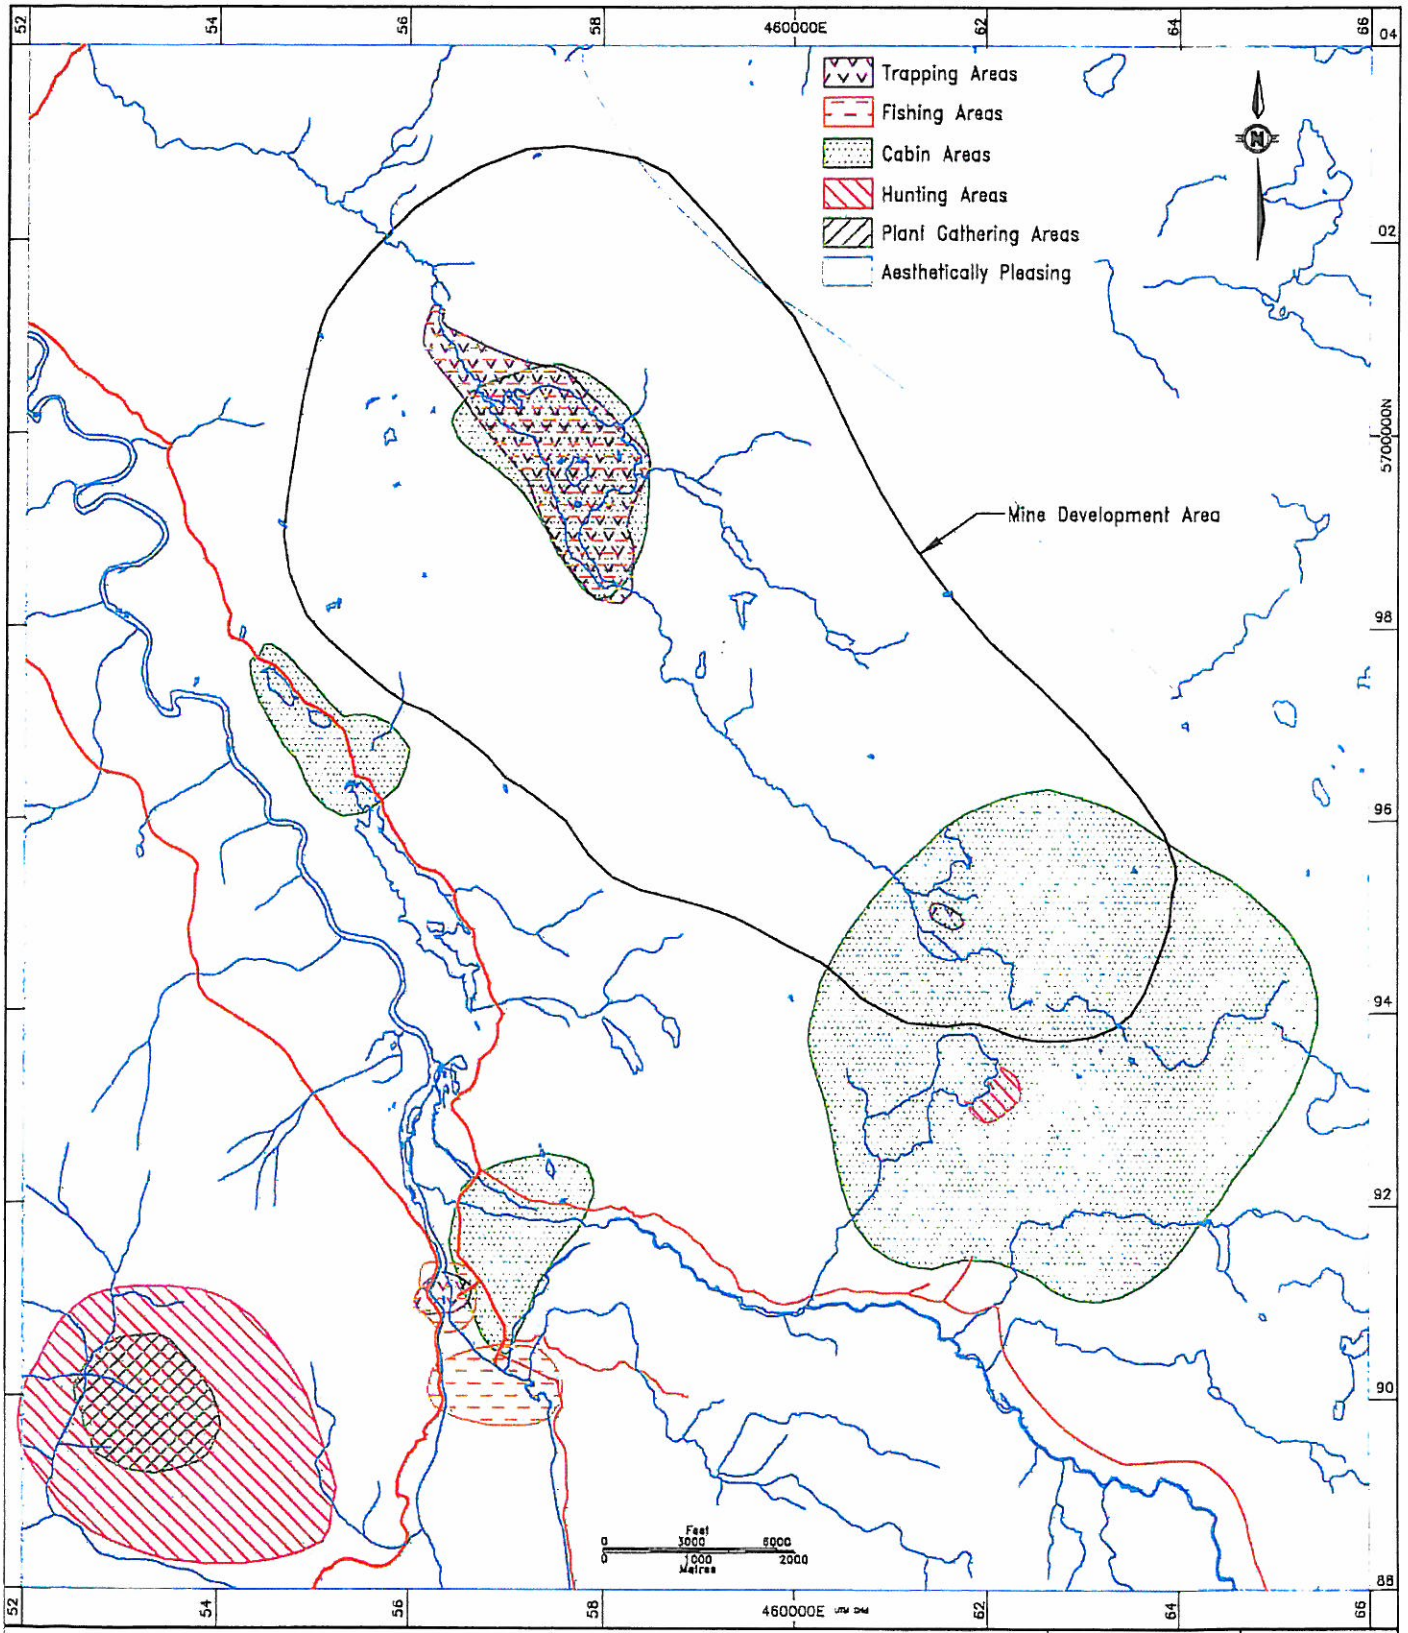 52 54 56 58 460000E 62 64 66
04
Trapping Areas
Fishing Areas
Cabin Areas
Hunting Areas
Plant Gathering Areas
Aesthetically Pleasing
N
02
5700000N
Mine Development Area
98
96
94
92
90
88
Feet
0 3000 6000
0 1000 2000
Metres
52 54 56 58 460000E 62 64 66